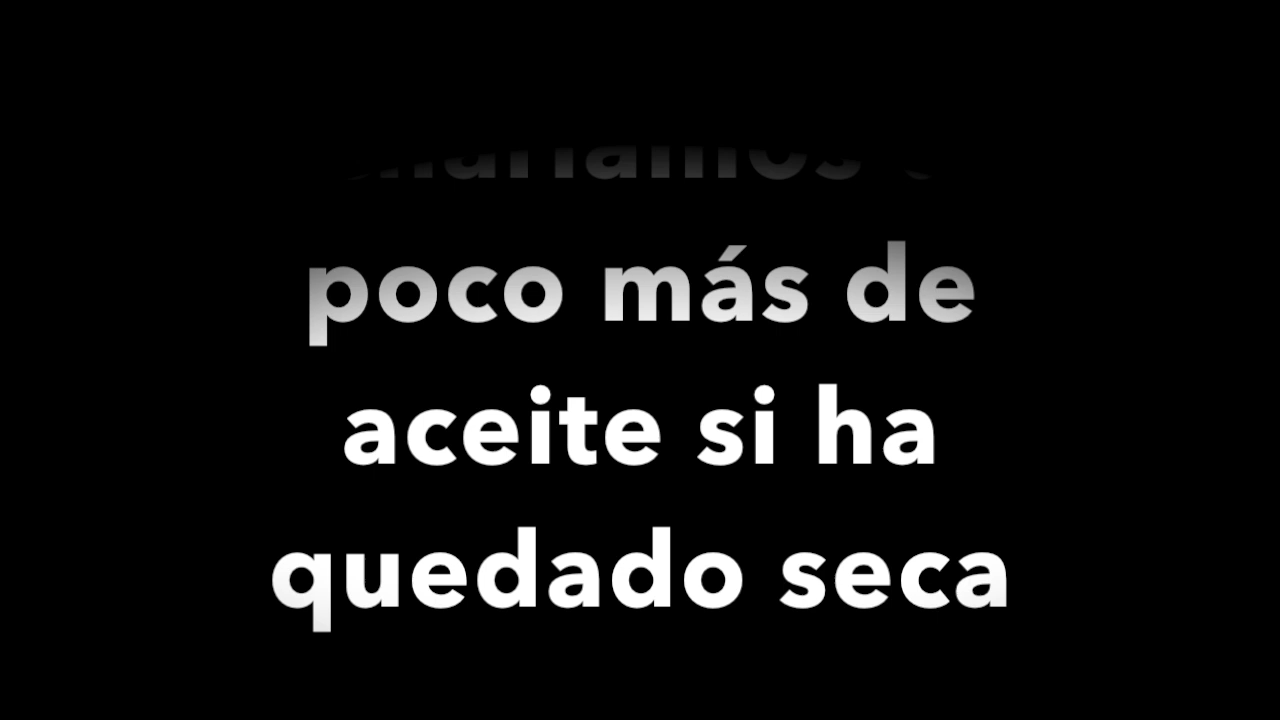 poco más de
aceite si ha
quedado seca